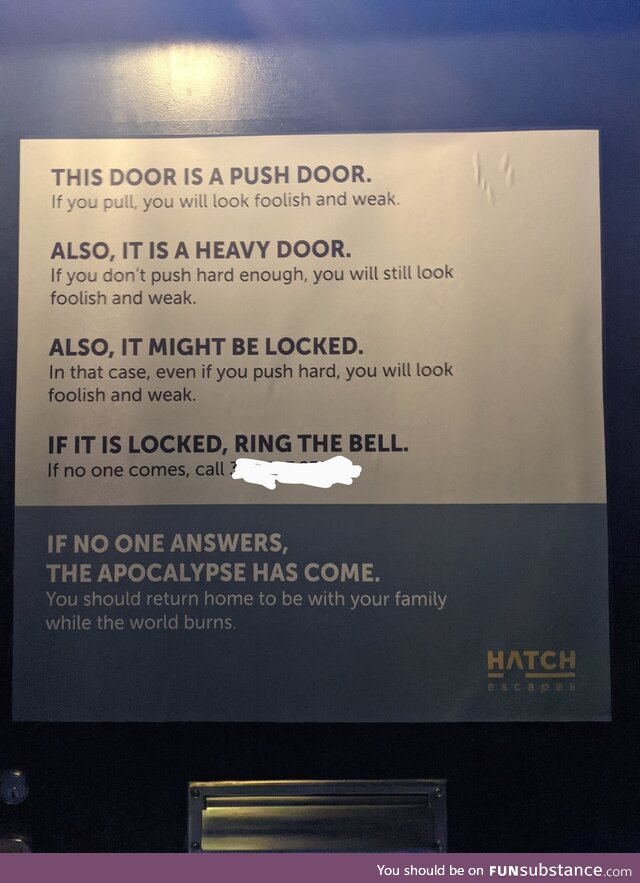 THIS DOOR IS A PUSH DOOR.
If you pull, you will look foolish and weak.
ALSO, IT IS A HEAVY DOOR.
If you don't push hard enough, you will still look
foolish and weak.
ALSO, IT MIGHT BE LOCKED.
In that case, even if you push hard, you will look
foolish and weak.
IF IT IS LOCKED, RING THE BELL.
If no one comes, call
IF NO ONE ANSWERS,
THE APOCALYPSE HAS COME.
You should return home to be with your family
while the world burns.
HATCH
escapes
You should be on FUNsubstance.com